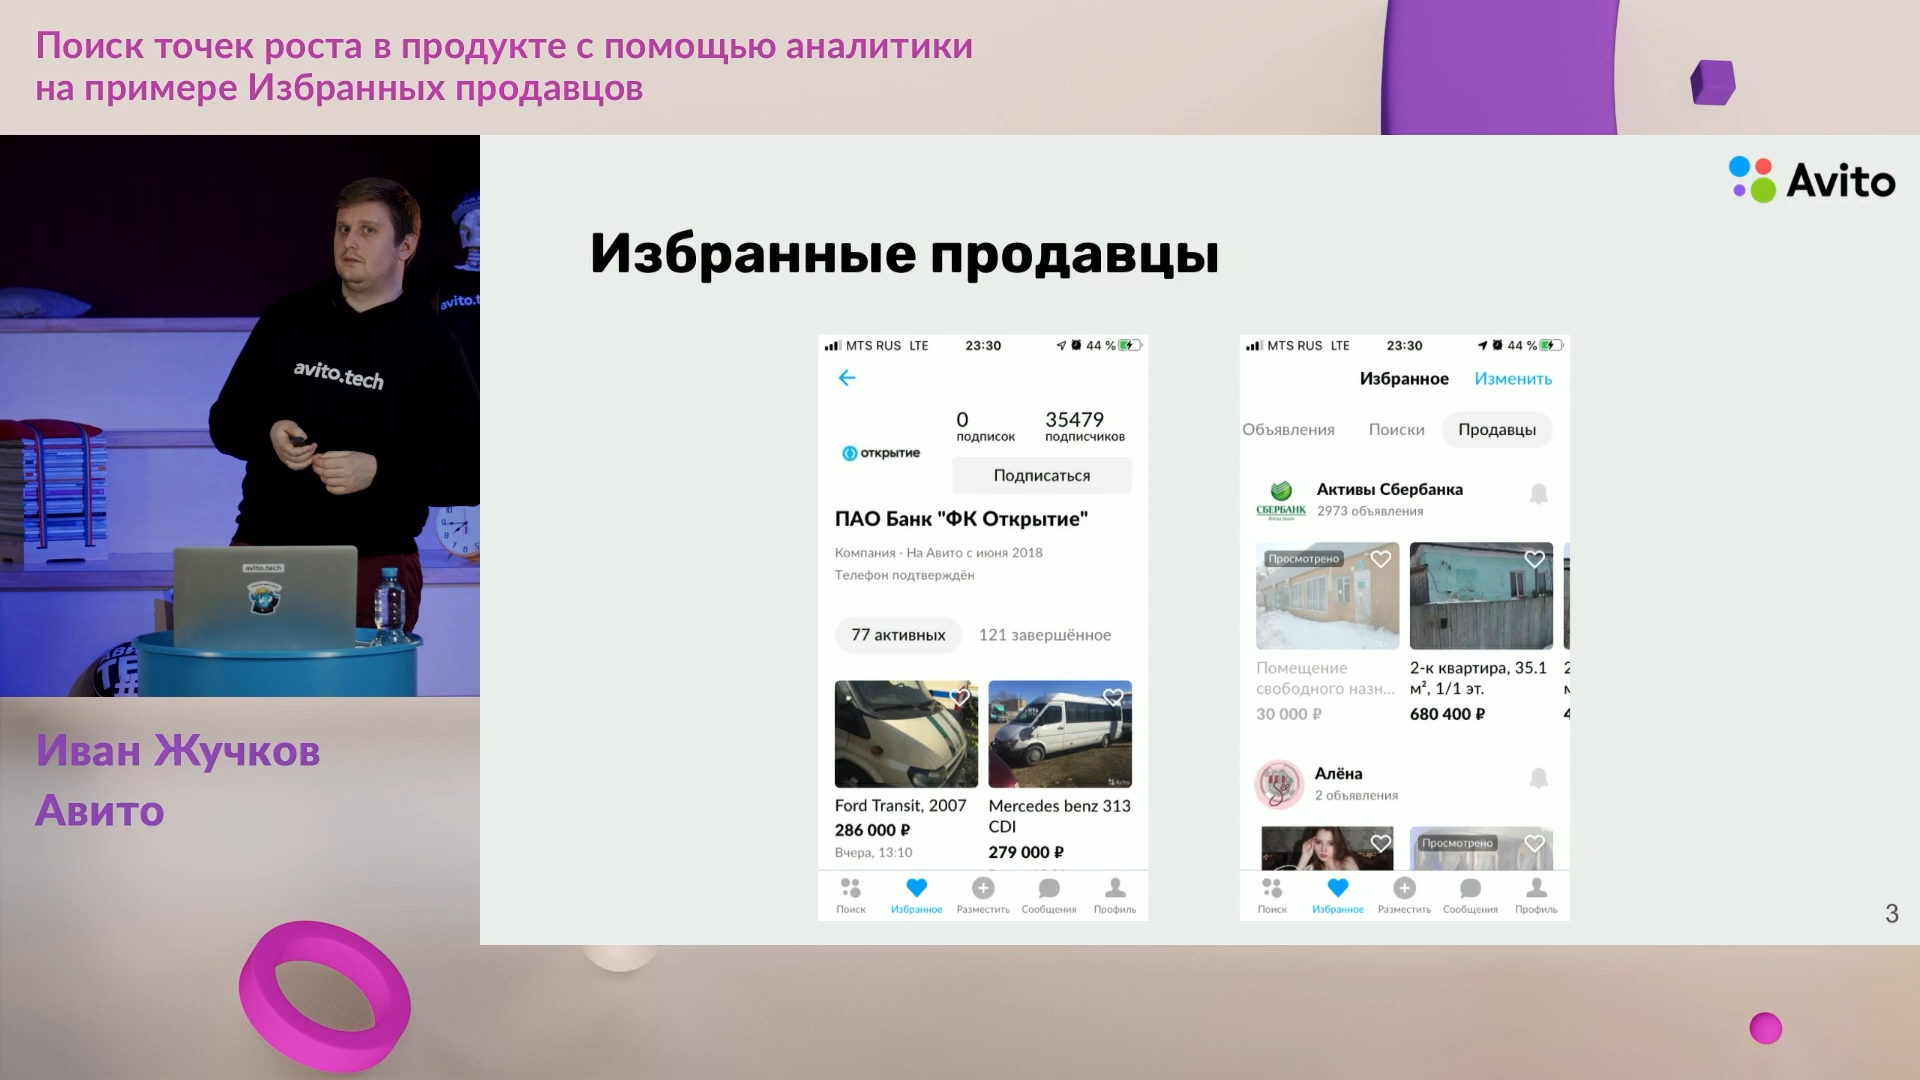 Поиск точек роста в продукте с помощью аналитики
на примере Избранных продавцов
avito.tech
avito.t
avito.tech
Иван Жучков
Авито
Avito
Избранные продавцы
MTS RUS LTE 23:30 44 %
0 35479
подписок подписчиков
открытие
Подписаться
ПАО Банк "ФК Открытие"
Компания · На Авито с июня 2018
Телефон подтверждён
77 активных 121 завершённое
Avito
Ford Transit, 2007
286 000 ₽
Вчера, 13:10
Mercedes benz 313
CDI
279 000 ₽
Поиск Избранное Разместить Сообщения Профиль
MTS RUS LTE 23:30 44 %
Избранное Изменить
Объявления Поиски Продавцы
СБЕРБАНК
Активы Сбербанка
2973 объявления
Просмотрено
Помещение
свободного назн...
30 000 ₽
2-к квартира, 35.1
м², 1/1 эт.
680 400 ₽
Алёна
2 объявления
Просмотрено
Поиск Избранное Разместить Сообщения Профиль
3